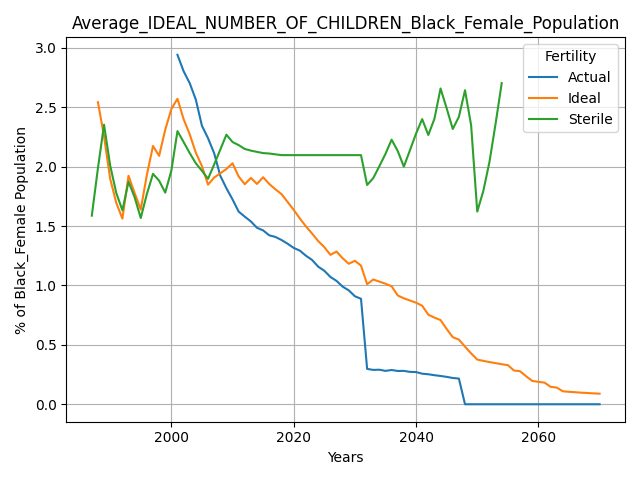 Average_IDEAL_NUMBER_OF_CHILDREN_Black_Female_Population
3.0
2.5
2.0
1.5
1.0
0.5
0.0
% of Black_Female Population
Fertility
Actual
Ideal
Sterile
2000 2020 2040 2060
Years